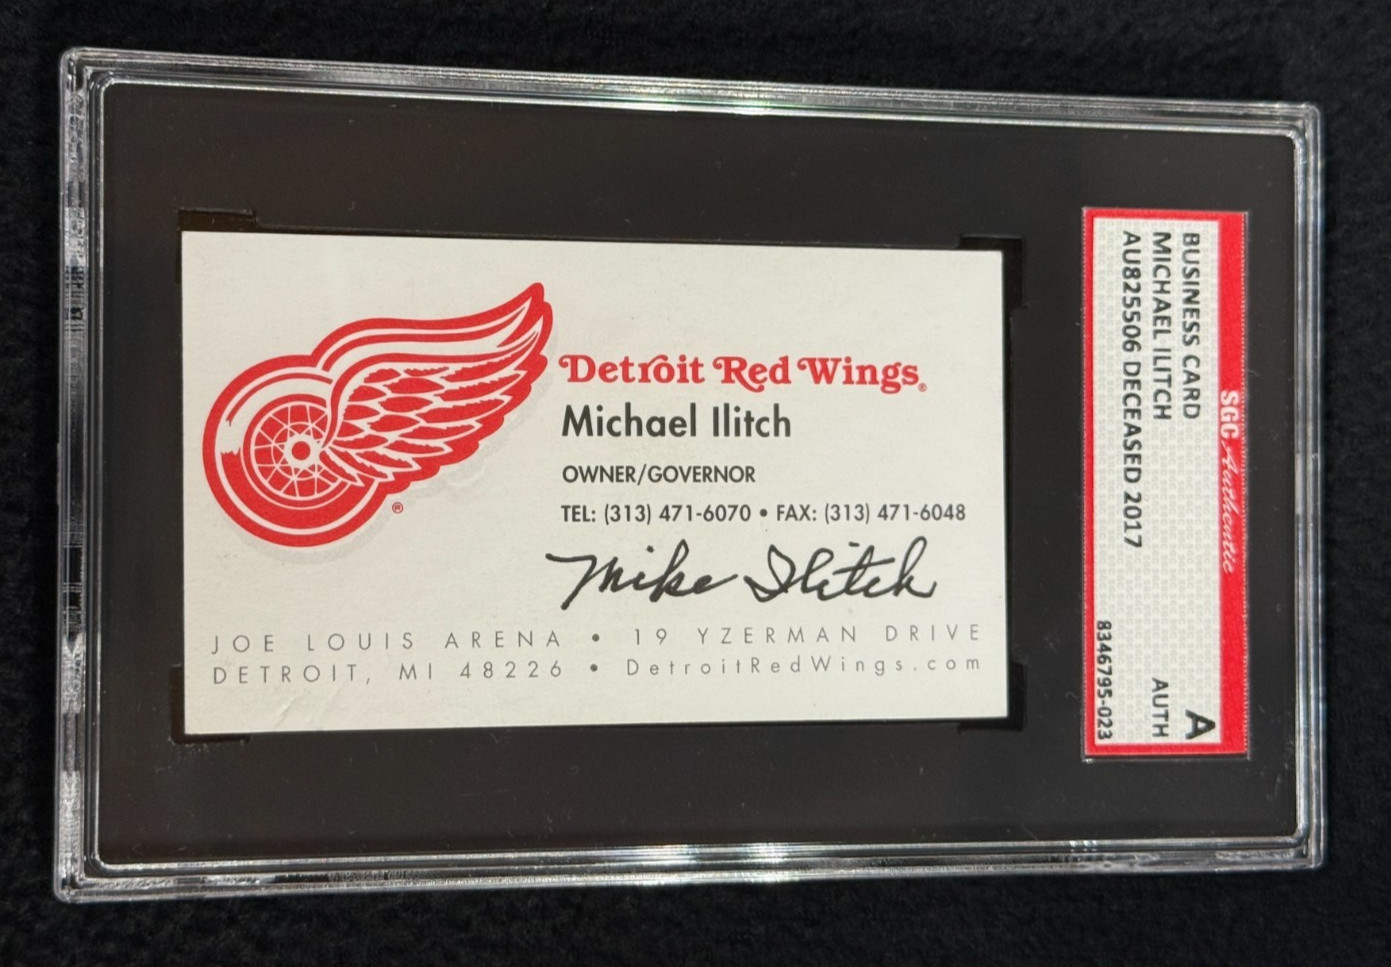 Detroit Red Wings®
Michael Ilitch
OWNER/GOVERNOR
TEL: (313) 471-6070 • FAX: (313) 471-6048
®
Mike Ilitch
JOE LOUIS ARENA • 19 YZERMAN DRIVE
DETROIT, MI 48226 • DetroitRedWings.com
SGC Authentic
BUSINESS CARD A
MICHAEL ILITCH AUTH
AU825506 DECEASED 2017
8346795-023